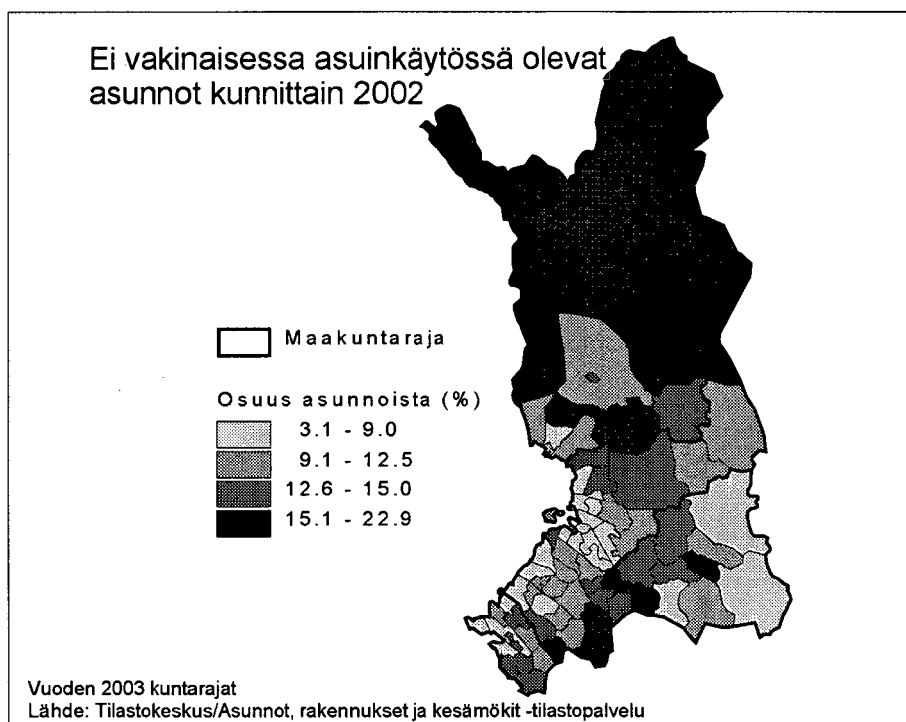 Ei vakinaisessa asuinkäytössä olevat
asunnot kunnittain 2002
Maakuntaraja
Osuus asunnoista (%)
3.1 - 9.0
9.1 - 12.5
12.6 - 15.0
15.1 - 22.9
Vuoden 2003 kuntarajat
Lähde: Tilastokeskus/Asunnot, rakennukset ja kesämökit -tilastopalvelu